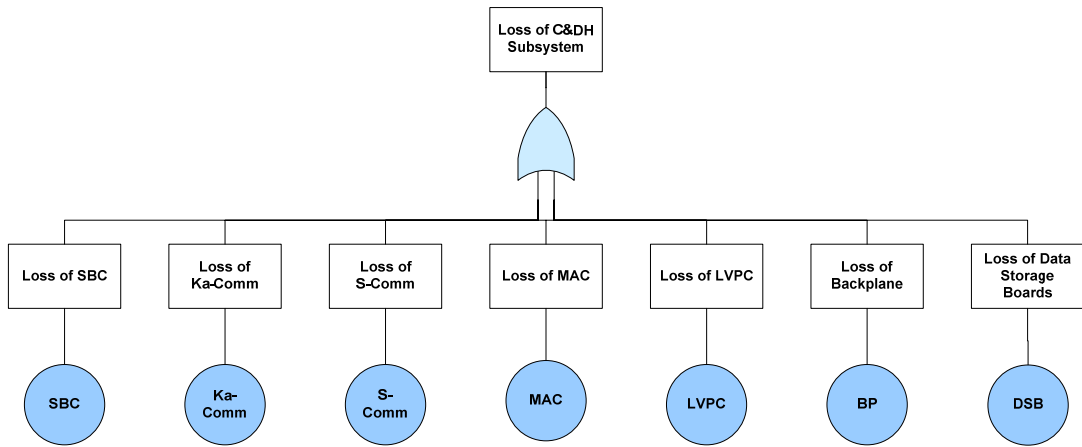 Loss of C&DH
Subsystem
Loss of SBC
Loss of
Ka-Comm
Loss of
S-Comm
Loss of MAC
Loss of LVPC
Loss of
Backplane
Loss of Data
Storage
Boards
SBC
Ka-
Comm
S-
Comm
MAC
LVPC
BP
DSB